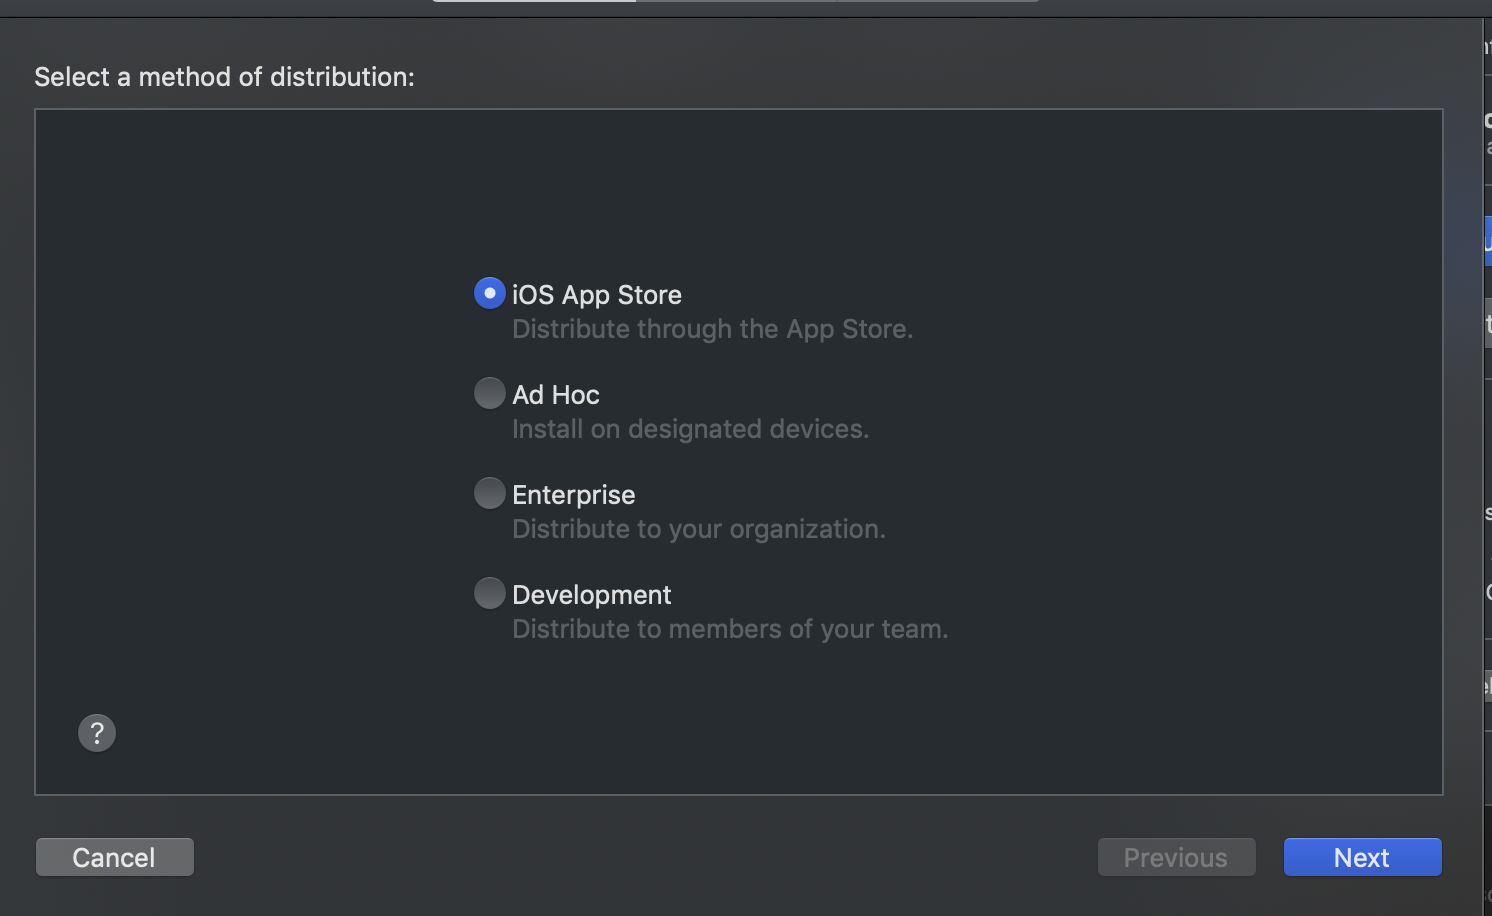 Select a method of distribution:
iOS App Store
Distribute through the App Store.
Ad Hoc
Install on designated devices.
Enterprise
Distribute to your organization.
Development
Distribute to members of your team.
?
Cancel
Previous
Next